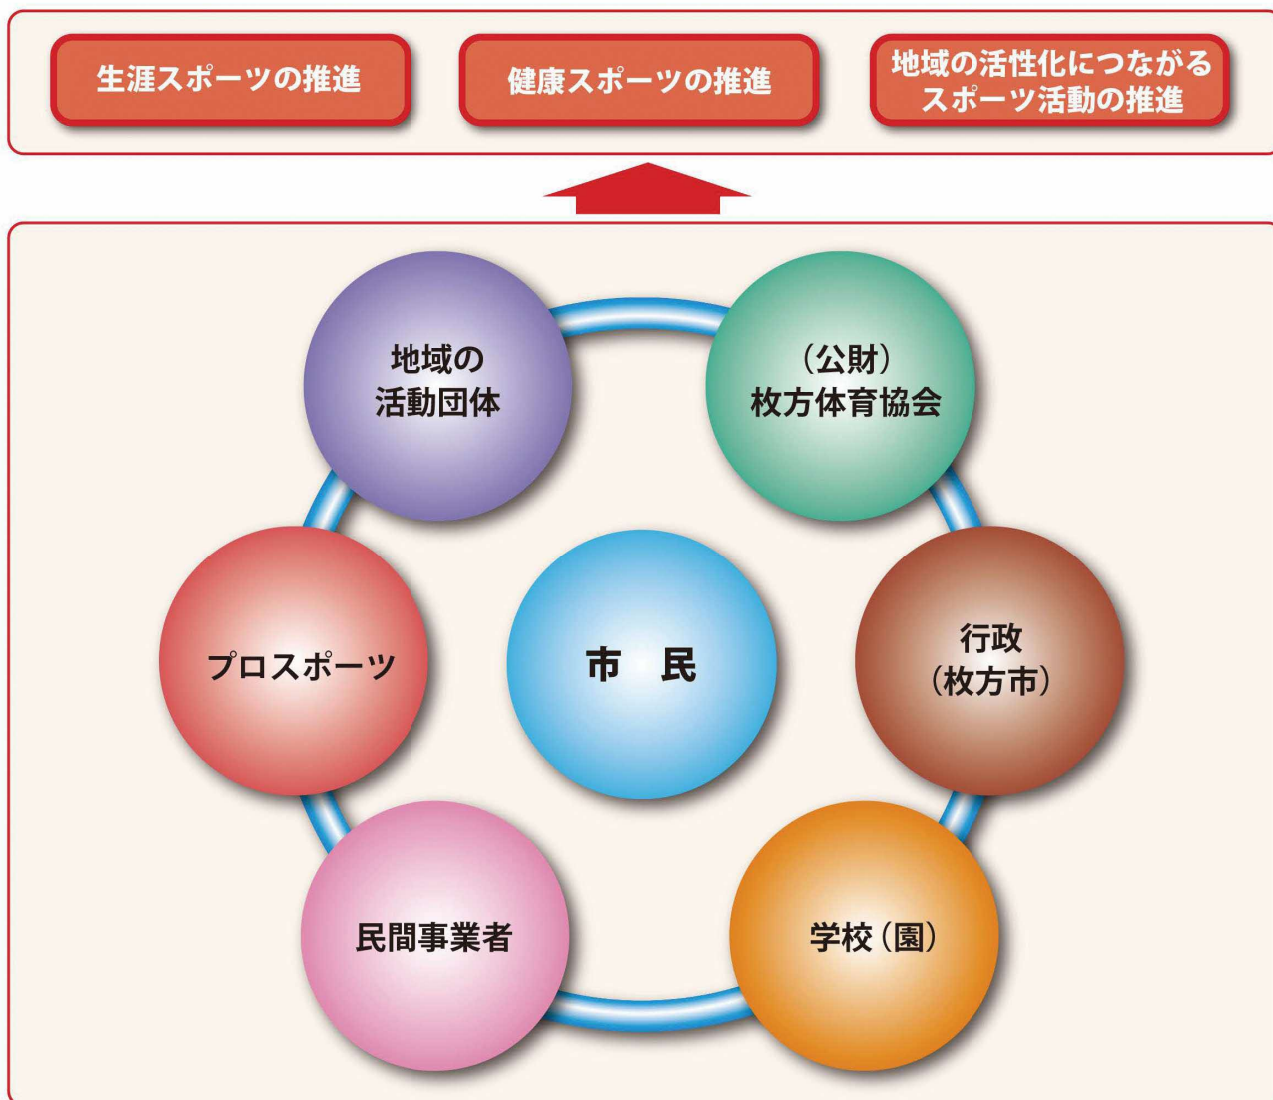 生涯スポーツの推進
健康スポーツの推進
地域の活性化につながる
スポーツ活動の推進
地域の
活動団体
（公財）
枚方体育協会
プロスポーツ
市　民
行政
（枚方市）
民間事業者
学校（園）